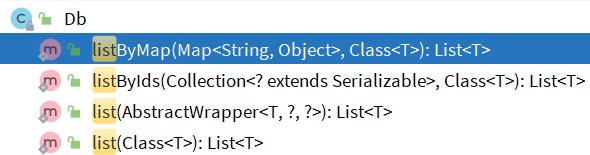 Db
listByMap(Map<String, Object>, Class<T>): List<T>
listByIds(Collection<? extends Serializable>, Class<T>): List<T>
list(AbstractWrapper<T, ?, ?>): List<T>
list(Class<T>): List<T>